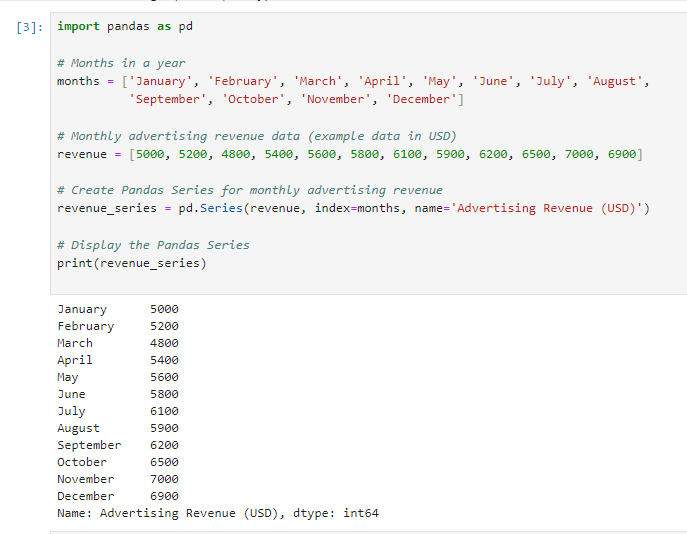 [3]: import pandas as pd
# Months in a year
months = ['January', 'February', 'March', 'April', 'May', 'June', 'July', 'August',
'September', 'October', 'November', 'December']
# Monthly advertising revenue data (example data in USD)
revenue = [5000, 5200, 4800, 5400, 5600, 5800, 6100, 5900, 6200, 6500, 7000, 6900]
# Create Pandas Series for monthly advertising revenue
revenue_series = pd.Series(revenue, index=months, name='Advertising Revenue (USD)')
# Display the Pandas Series
print(revenue_series)
January 5000
February 5200
March 4800
April 5400
May 5600
June 5800
July 6100
August 5900
September 6200
October 6500
November 7000
December 6900
Name: Advertising Revenue (USD), dtype: int64